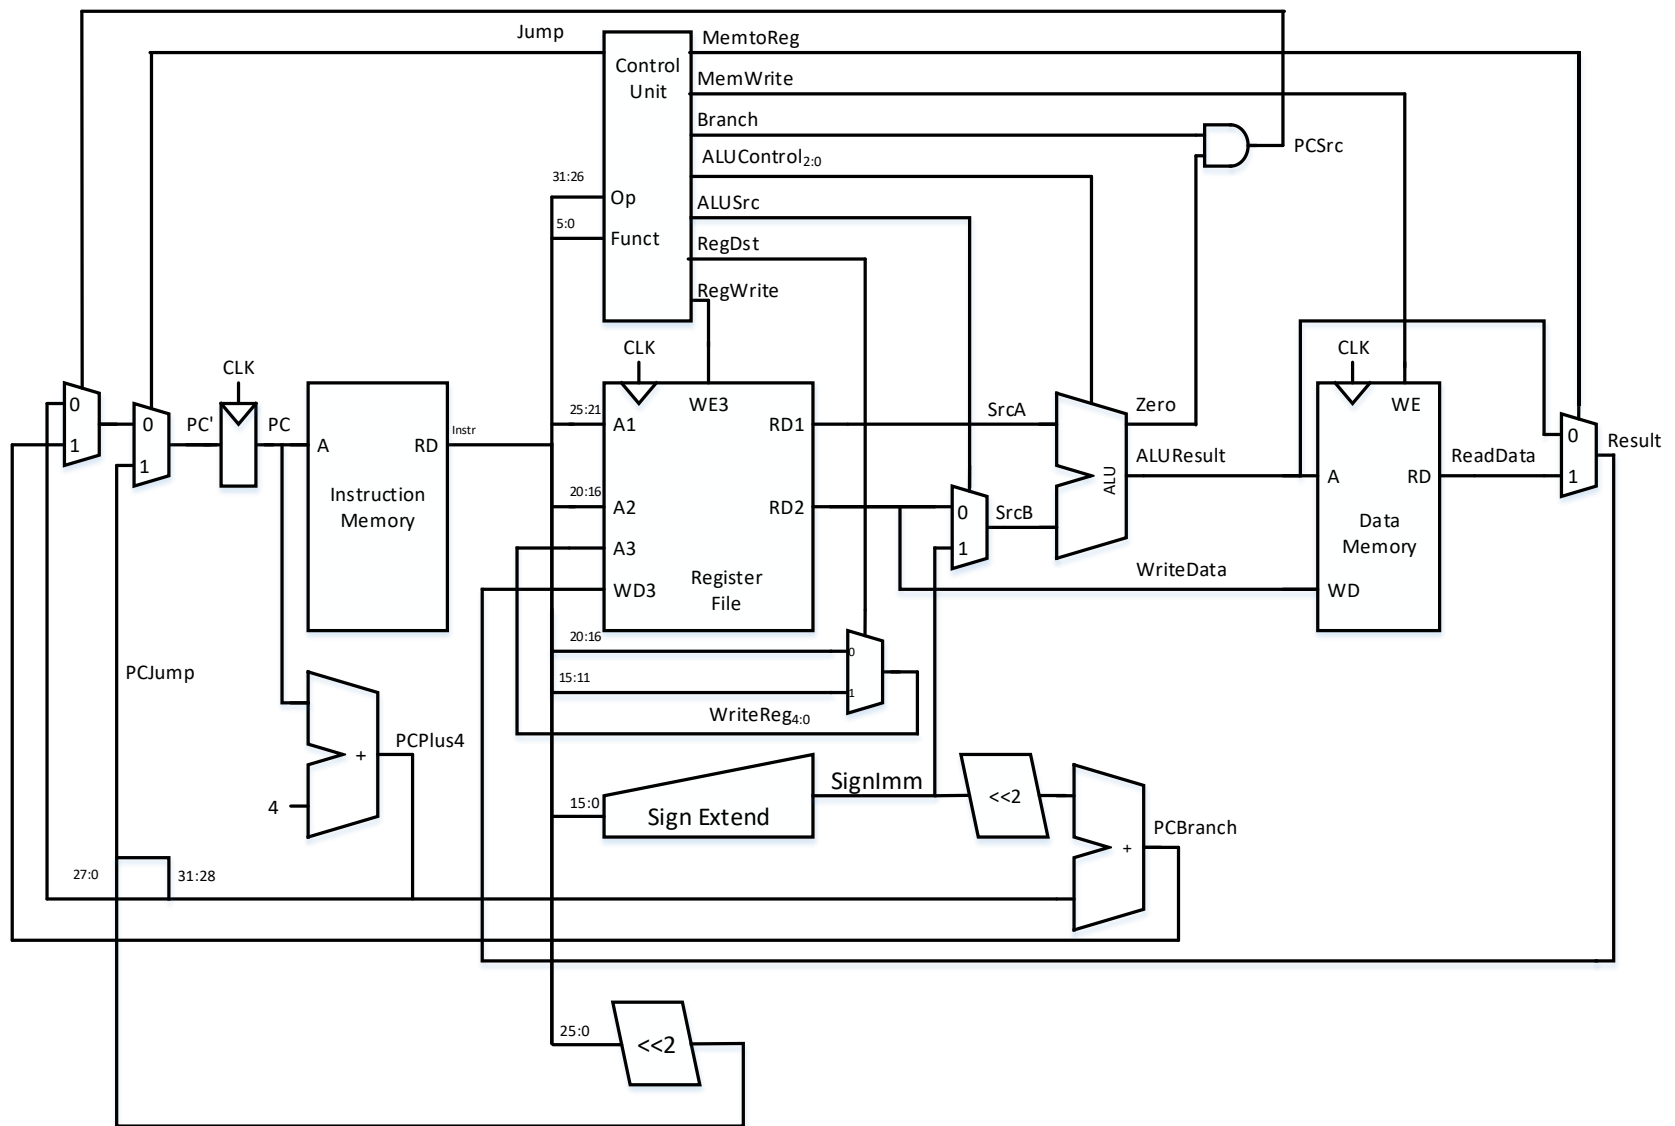 Jump
MemtoReg
Control
Unit
MemWrite
Branch
PCSrc
ALUControl2:0
31:26
Op
ALUSrc
5:0
Funct
RegDst
RegWrite
CLK
CLK
CLK
0
1
0
1
PC'
PC
A
RD
Instruction
Memory
Instr
25:21
A1
WE3
RD1
20:16
A2
RD2
A3
WD3
Register
File
SrcA
0
1
SrcB
ALU
Zero
ALUResult
WriteData
WE
A
RD
Data
Memory
WD
ReadData
0
1
Result
20:16
0
15:11
1
WriteReg4:0
PCJump
PCPlus4
+
4
15:0
Sign Extend
SignImm
<<2
PCBranch
+
27:0
31:28
25:0
<<2